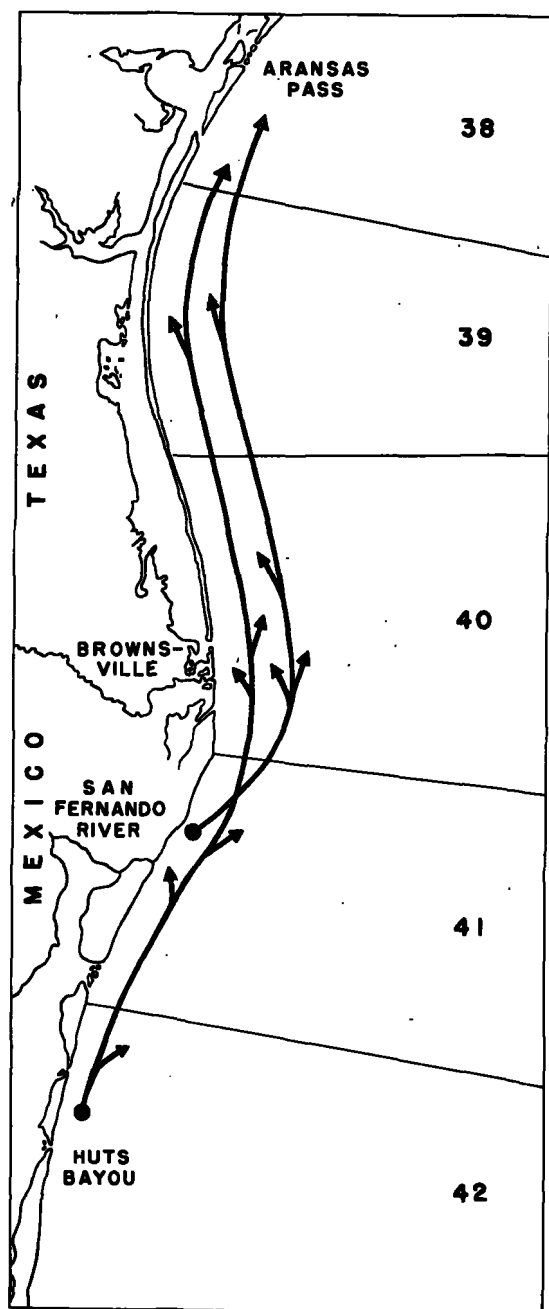 ARANSAS
PASS
38
39
TEXAS
40
BROWNS-
VILLE
MEXICO
SAN
FERNANDO
RIVER
41
HUTS
BAYOU
42